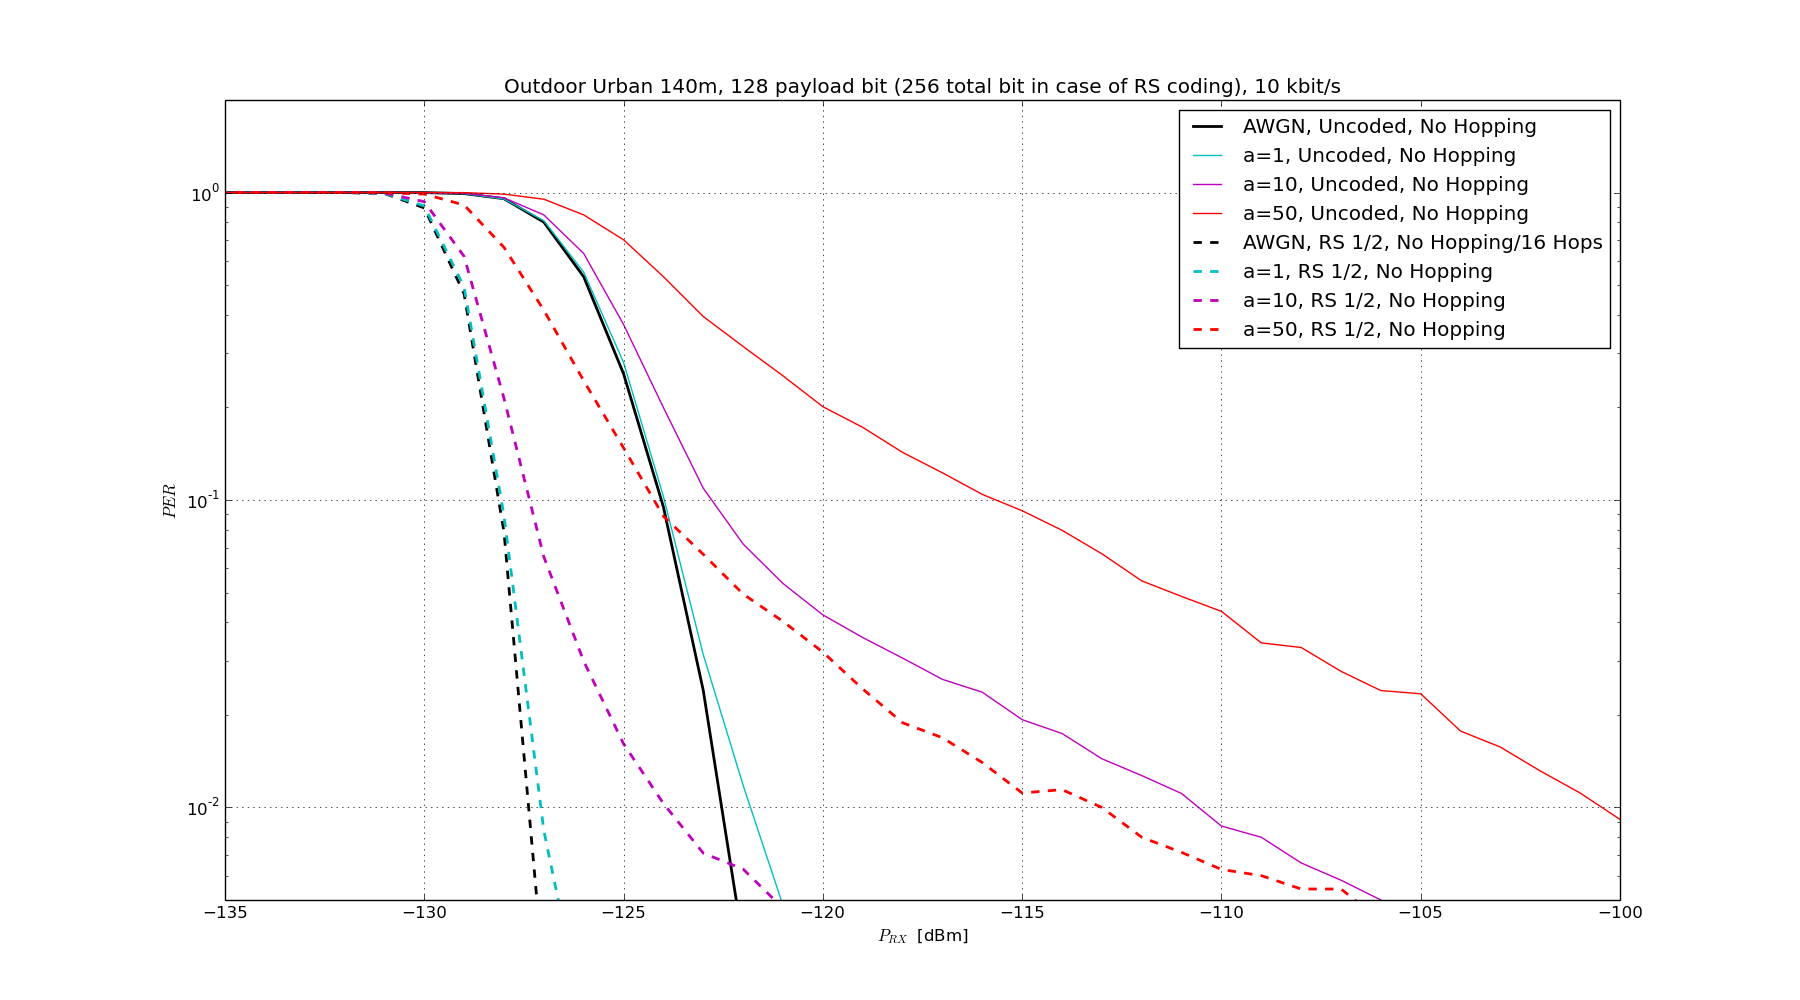 Outdoor Urban 140m, 128 payload bit (256 total bit in case of RS coding), 10 kbit/s
AWGN, Uncoded, No Hopping
a=1, Uncoded, No Hopping
a=10, Uncoded, No Hopping
a=50, Uncoded, No Hopping
AWGN, RS 1/2, No Hopping/16 Hops
a=1, RS 1/2, No Hopping
a=10, RS 1/2, No Hopping
a=50, RS 1/2, No Hopping
10^0
10^-1
10^-2
PER
−135 −130 −125 −120 −115 −110 −105 −100
P_RX [dBm]